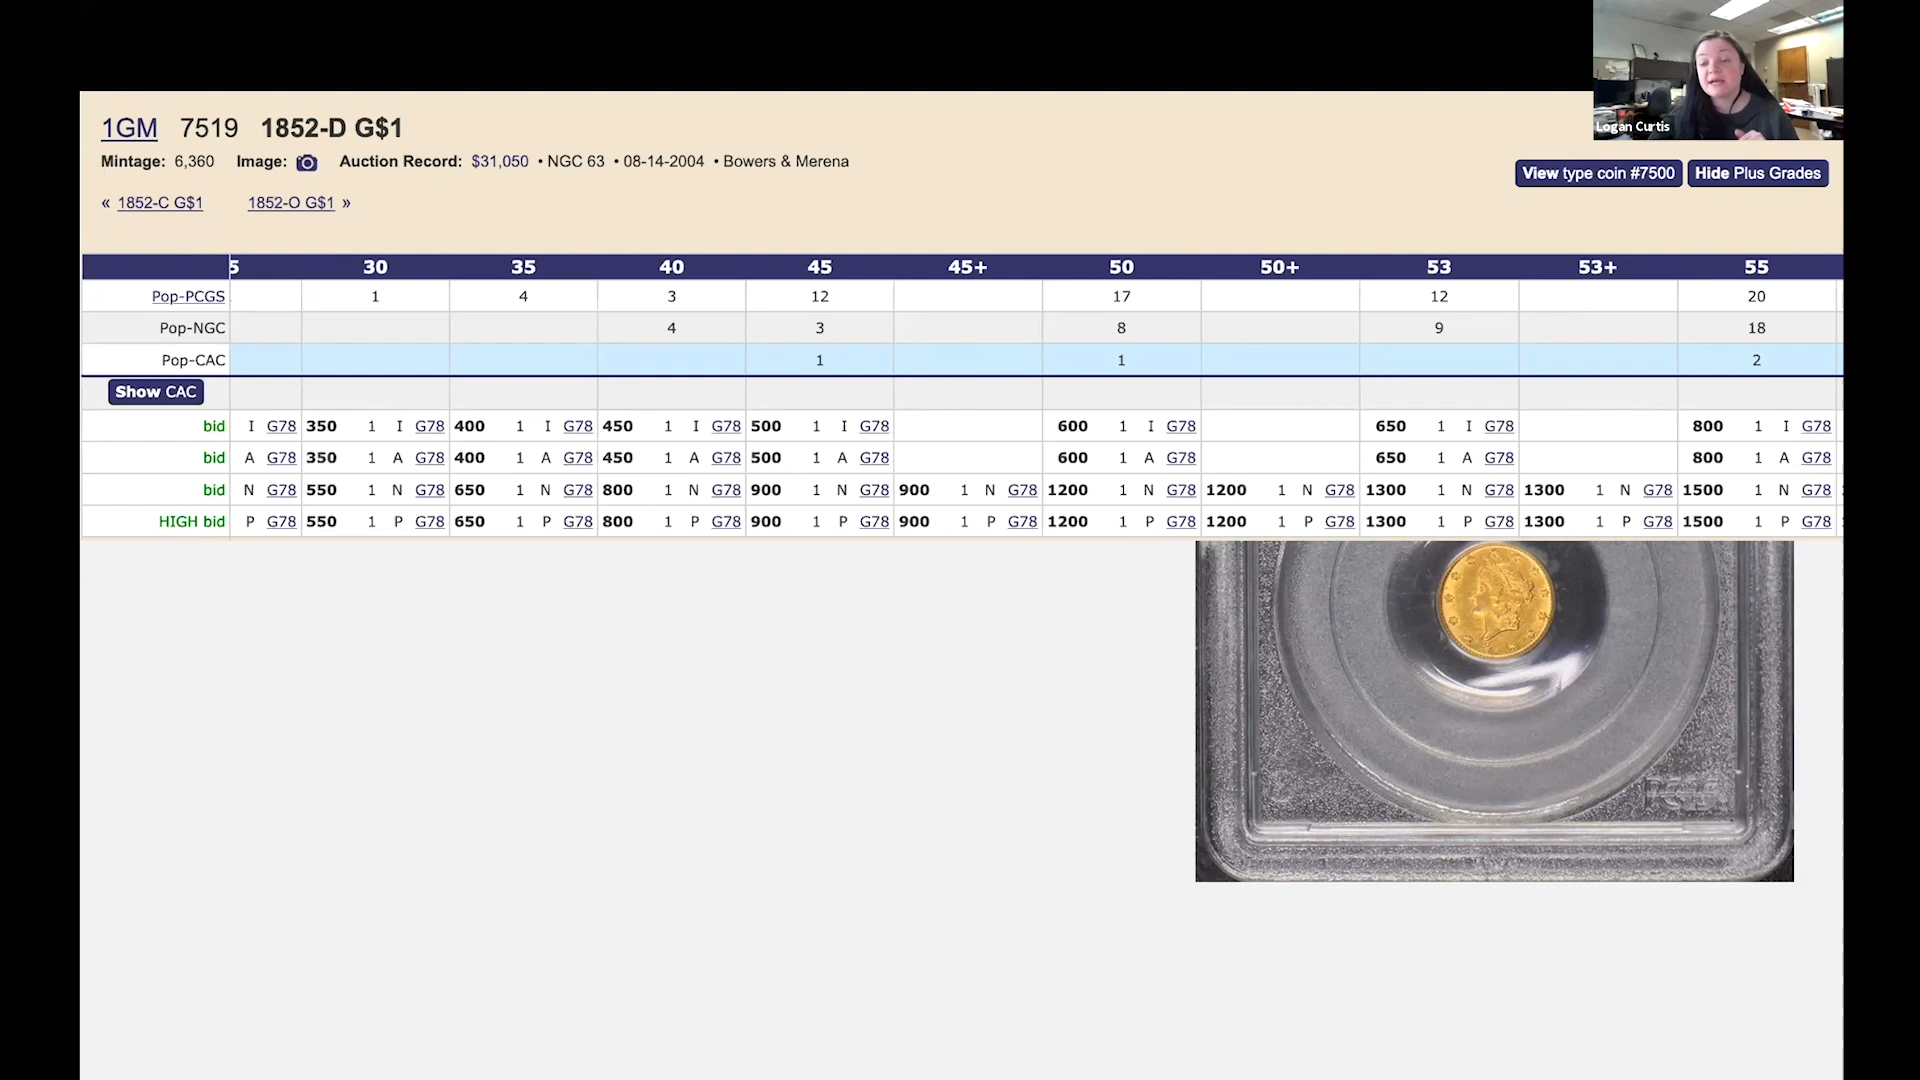 Logan Curtis
1GM 7519 1852-D G$1
Mintage: 6,360 Image: Auction Record: $31,050 • NGC 63 • 08-14-2004 • Bowers & Merena
View type coin #7500 Hide Plus Grades
« 1852-C G$1 1852-O G$1 »
5 30 35 40 45 45+ 50 50+ 53 53+ 55
Pop-PCGS 1 4 3 12 17 12 20
Pop-NGC 4 3 8 9 18
Pop-CAC 1 1 2
Show CAC
bid I G78 350 1 I G78 400 1 I G78 450 1 I G78 500 1 I G78 600 1 I G78 650 1 I G78 800 1 I G78
bid A G78 350 1 A G78 400 1 A G78 450 1 A G78 500 1 A G78 600 1 A G78 650 1 A G78 800 1 A G78
bid N G78 550 1 N G78 650 1 N G78 800 1 N G78 900 1 N G78 900 1 N G78 1200 1 N G78 1200 1 N G78 1300 1 N G78 1300 1 N G78 1500 1 N G78
HIGH bid P G78 550 1 P G78 650 1 P G78 800 1 P G78 900 1 P G78 900 1 P G78 1200 1 P G78 1200 1 P G78 1300 1 P G78 1300 1 P G78 1500 1 P G78
PCGS